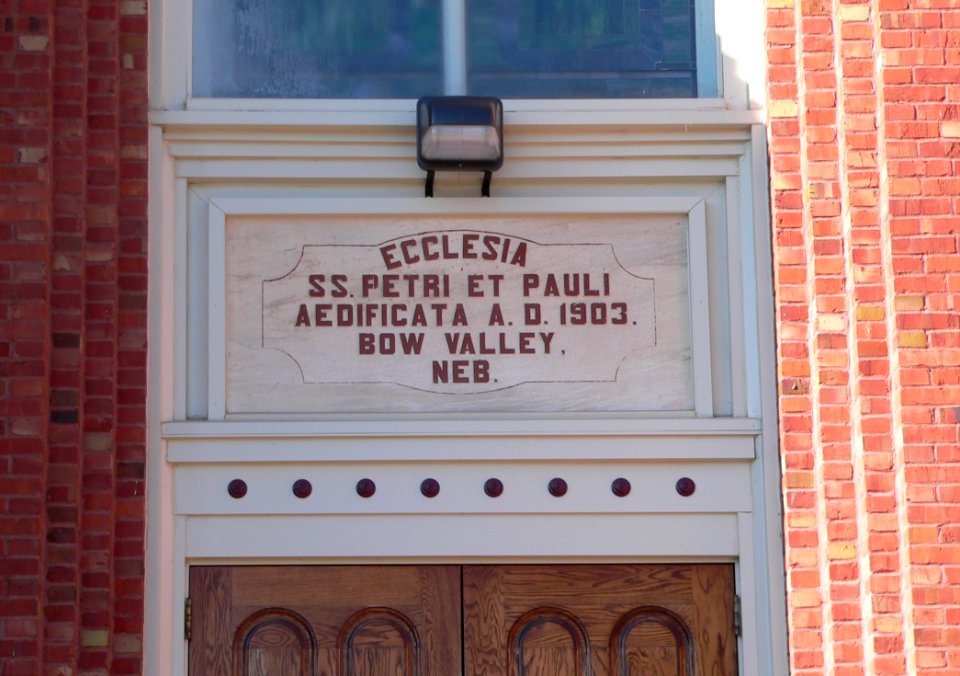 ECCLESIA
SS. PETRI ET PAULI
AEDIFICATA A. D. 1903.
BOW VALLEY,
NEB.